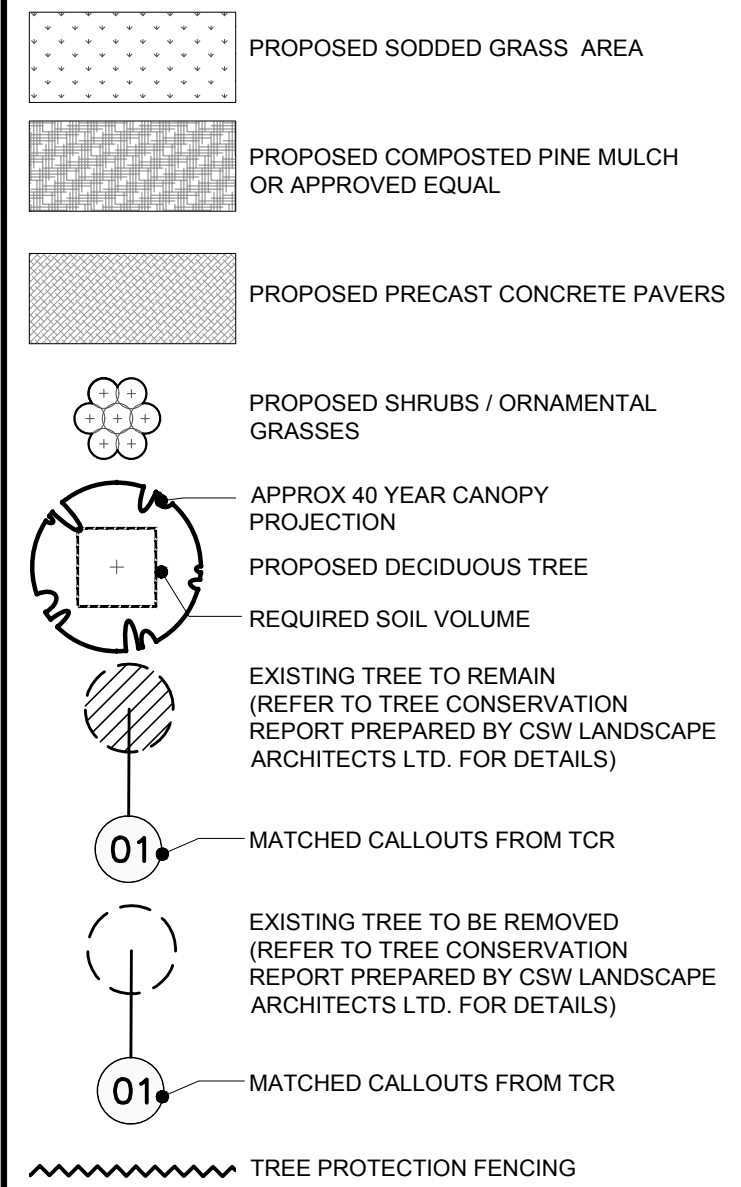 PROPOSED SODDED GRASS AREA
PROPOSED COMPOSTED PINE MULCH
OR APPROVED EQUAL
PROPOSED PRECAST CONCRETE PAVERS
PROPOSED SHRUBS / ORNAMENTAL
GRASSES
APPROX 40 YEAR CANOPY
PROJECTION
PROPOSED DECIDUOUS TREE
REQUIRED SOIL VOLUME
EXISTING TREE TO REMAIN
(REFER TO TREE CONSERVATION
REPORT PREPARED BY CSW LANDSCAPE
ARCHITECTS LTD. FOR DETAILS)
01
MATCHED CALLOUTS FROM TCR
EXISTING TREE TO BE REMOVED
(REFER TO TREE CONSERVATION
REPORT PREPARED BY CSW LANDSCAPE
ARCHITECTS LTD. FOR DETAILS)
01
MATCHED CALLOUTS FROM TCR
TREE PROTECTION FENCING